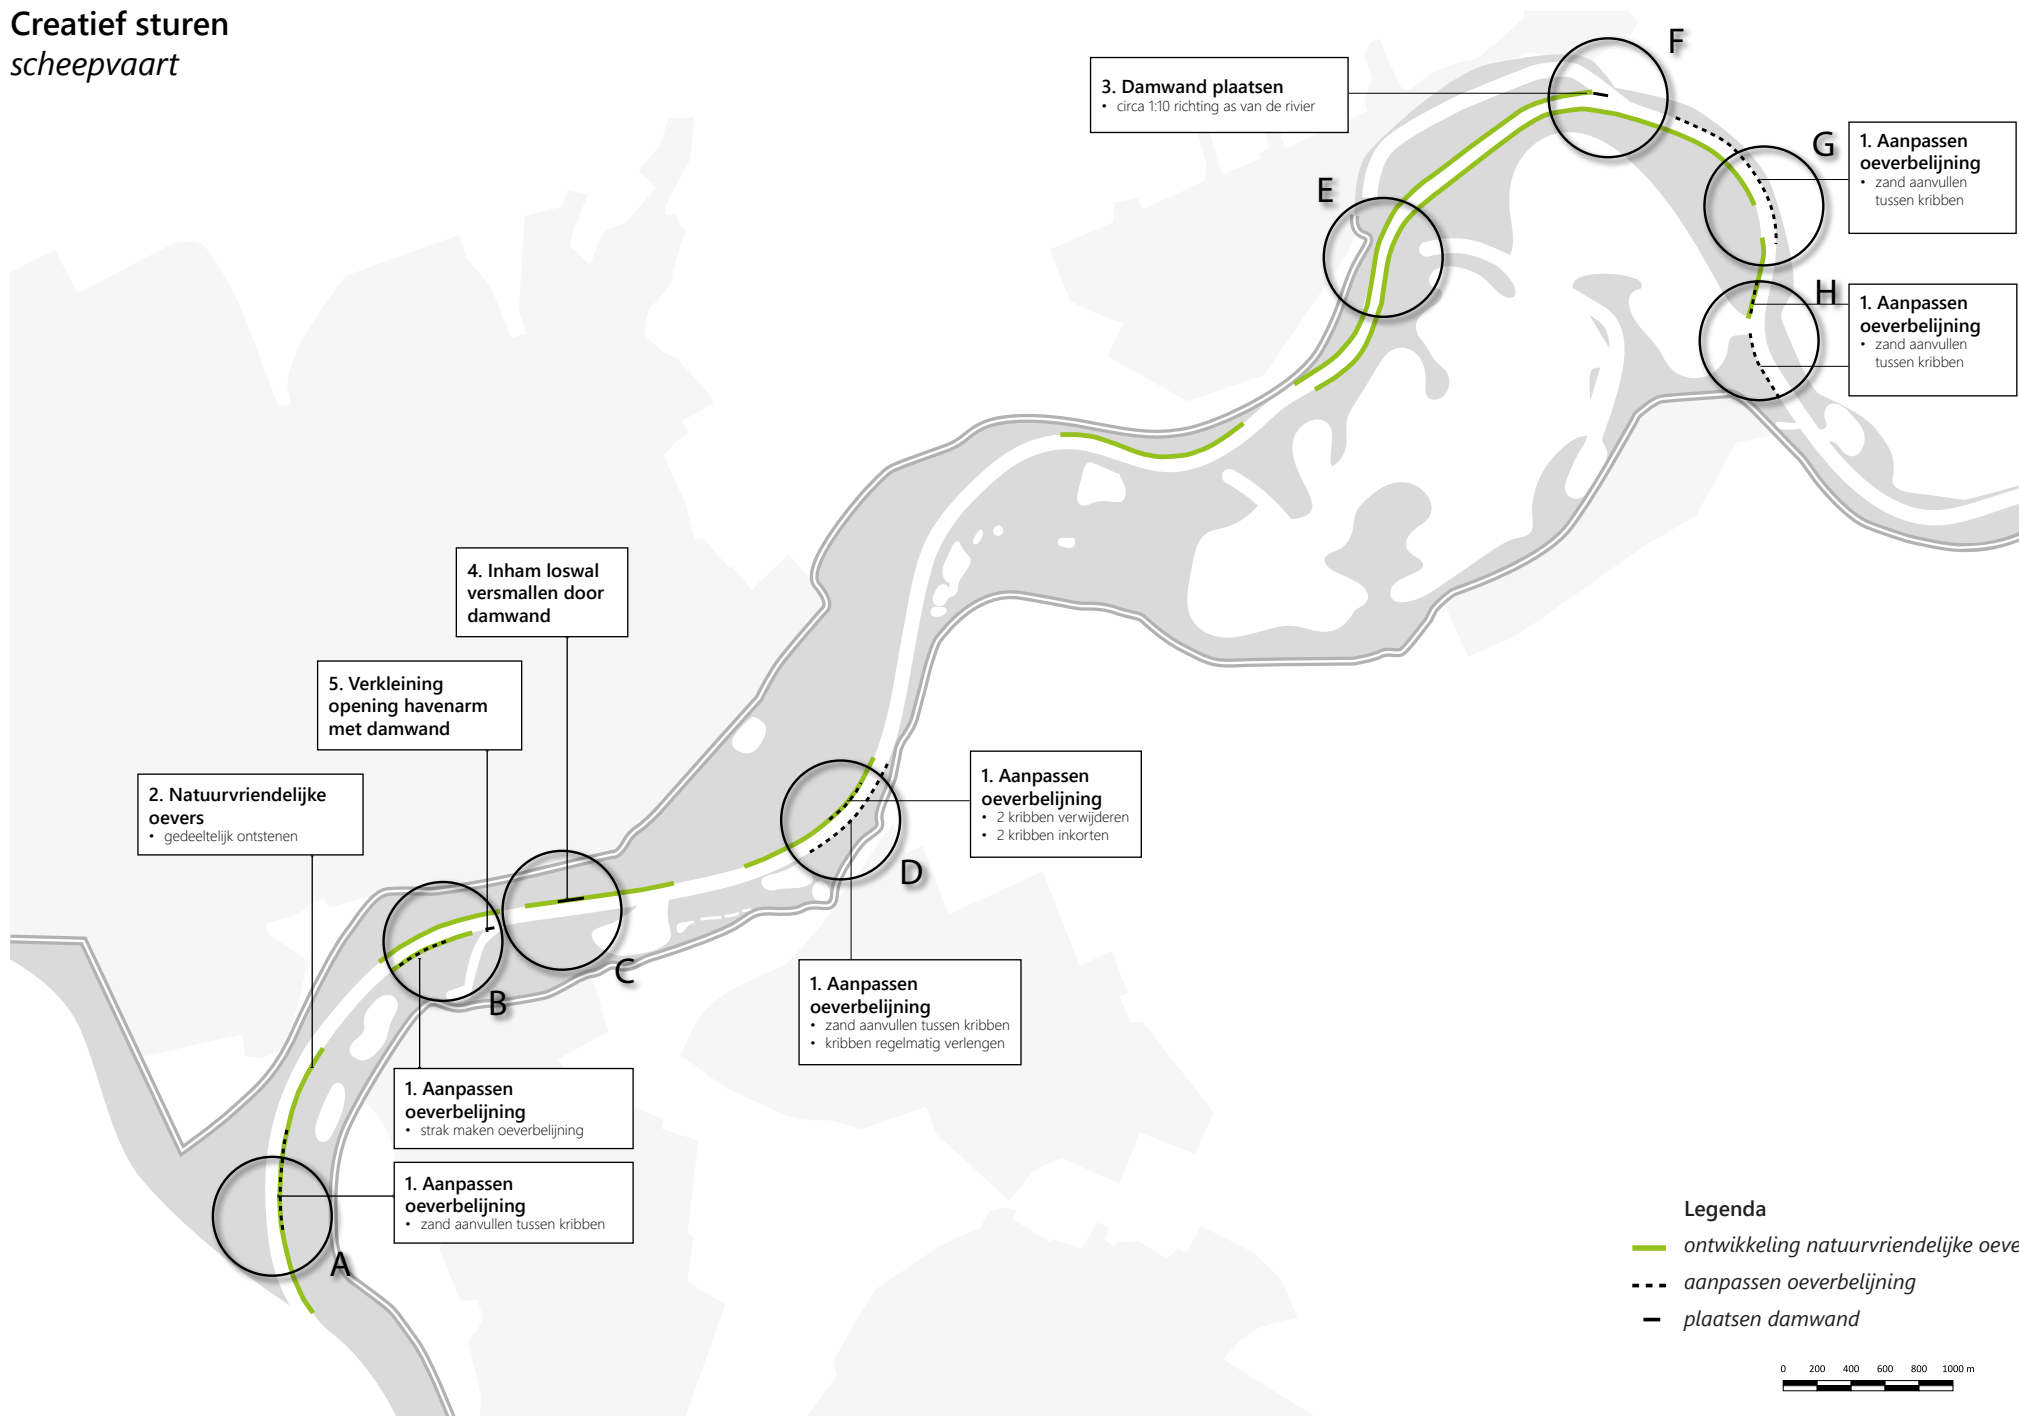 Creatief sturen
scheepvaart
F
3. Damwand plaatsen
• circa 1:10 richting as van de rivier
G
1. Aanpassen
oeverbelijning
• zand aanvullen
tussen kribben
E
H
1. Aanpassen
oeverbelijning
• zand aanvullen
tussen kribben
4. Inham loswal
versmallen door
damwand
5. Verkleining
opening havenarm
met damwand
2. Natuurvriendelijke
oevers
• gedeeltelijk ontstenen
1. Aanpassen
oeverbelijning
• 2 kribben verwijderen
• 2 kribben inkorten
D
C
B
1. Aanpassen
oeverbelijning
• zand aanvullen tussen kribben
• kribben regelmatig verlengen
1. Aanpassen
oeverbelijning
• strak maken oeverbelijning
1. Aanpassen
oeverbelijning
• zand aanvullen tussen kribben
A
Legenda
ontwikkeling natuurvriendelijke oeve
aanpassen oeverbelijning
plaatsen damwand
0 200 400 600 800 1000 m